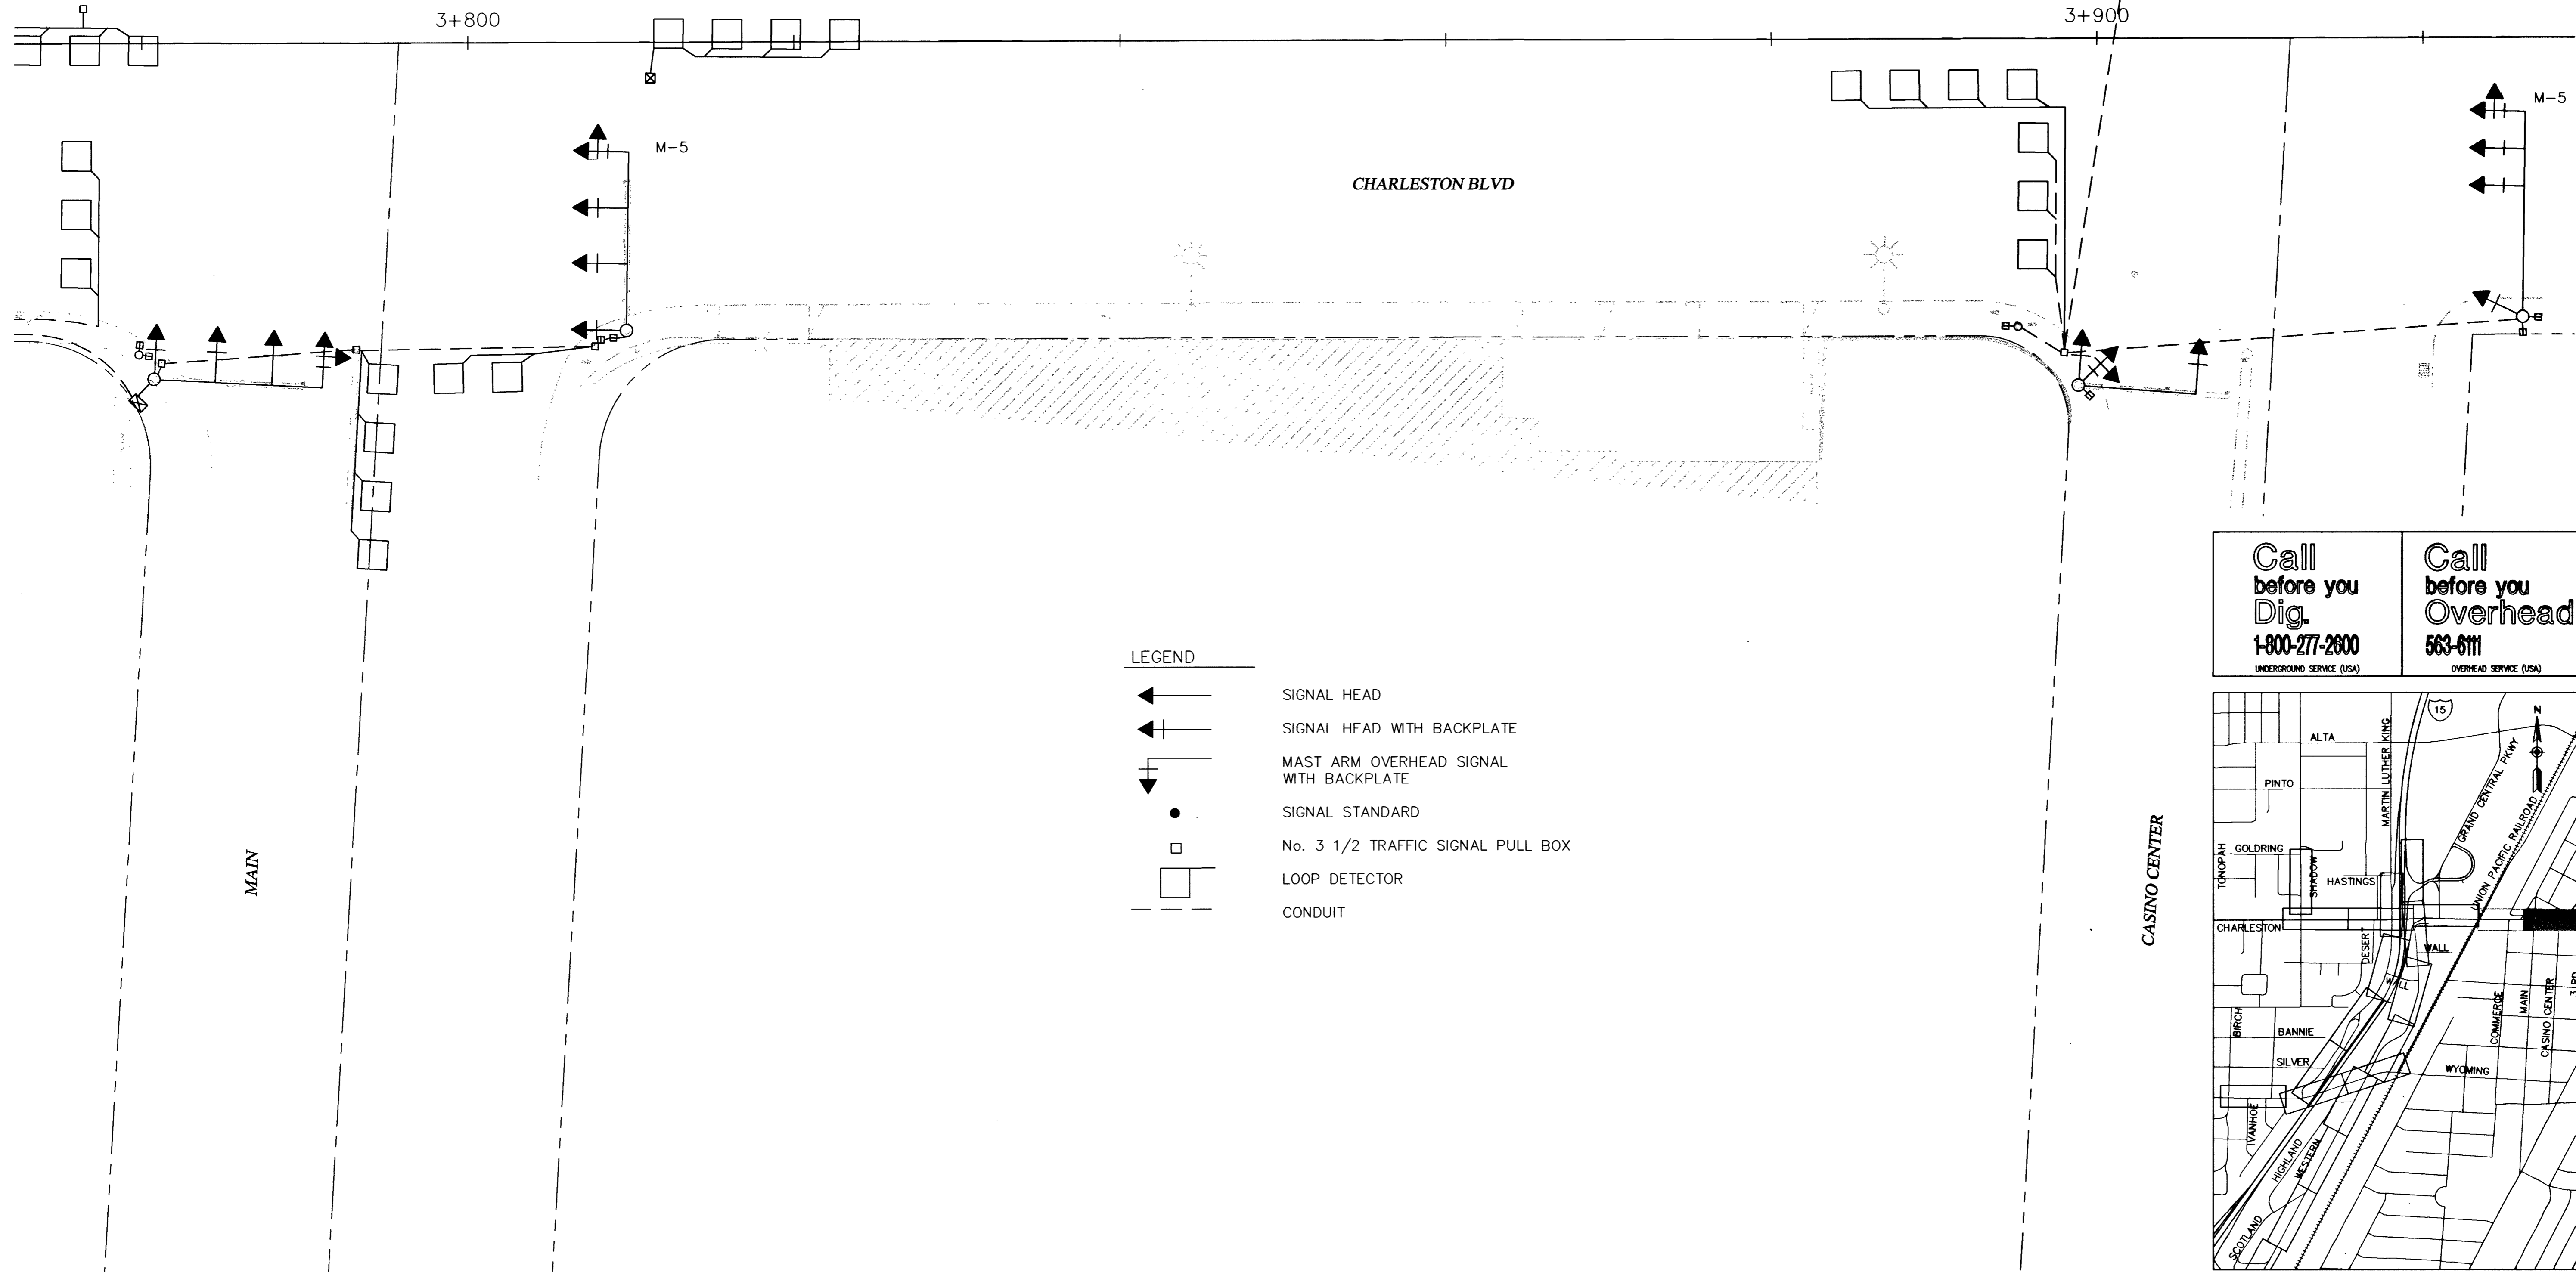 3+800
3+900
M-5
M-5
CHARLESTON BLVD
MAIN
CASINO CENTER
LEGEND
SIGNAL HEAD
SIGNAL HEAD WITH BACKPLATE
MAST ARM OVERHEAD SIGNAL
WITH BACKPLATE
SIGNAL STANDARD
No. 3 1/2 TRAFFIC SIGNAL PULL BOX
LOOP DETECTOR
CONDUIT
Call
before you
Dig.
1-800-277-2600
UNDERGROUND SERVICE (USA)
Call
before you
Overhead
563-6111
OVERHEAD SERVICE (USA)
15
N
ALTA
MARTIN LUTHER KING
GRAND CENTRAL PKWY
PINTO
UNION PACIFIC RAILROAD
TONOPAH
GOLDRING
SHADOW
HASTINGS
CHARLESTON
DESERT
WALL
WALL
BIRCH
BANNIE
COMMERCE
MAIN
CASINO CENTER
3 RD
SILVER
WYOMING
IVANHOE
HIGHLAND
WESTERN
SCOTLAND